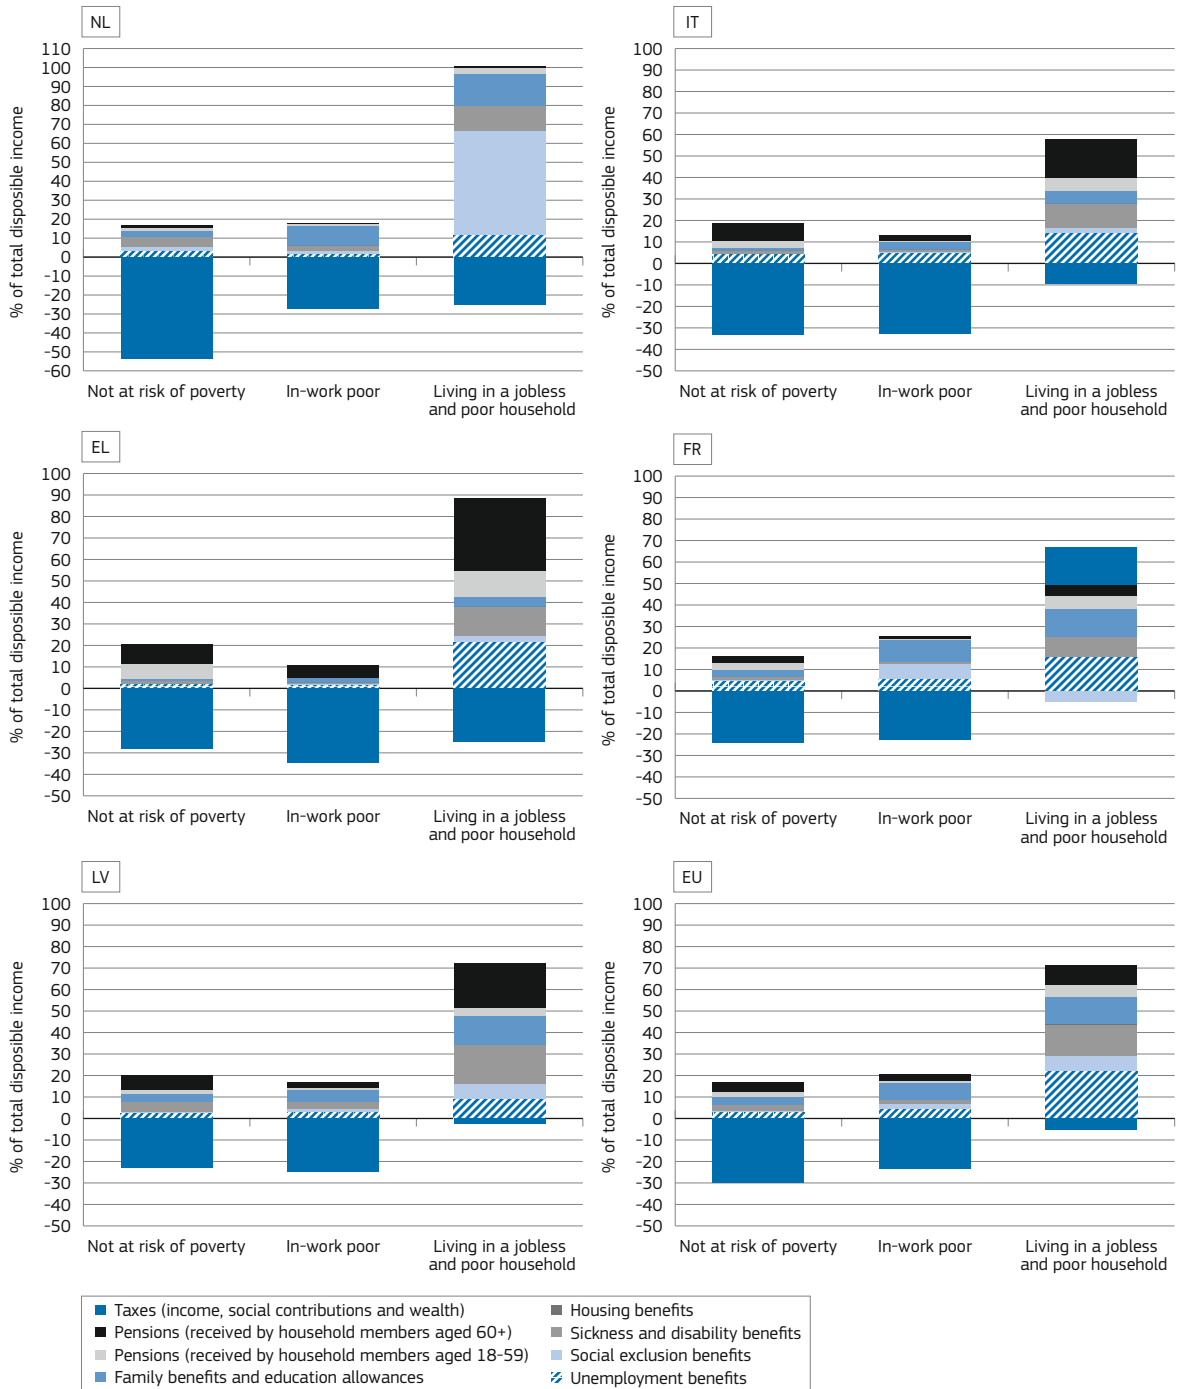 NL
% of total disposible income
110
100
90
80
70
60
50
40
30
20
10
0
-10
-20
-30
-40
-50
-60
Not at risk of poverty
In-work poor
Living in a jobless
and poor household
IT
% of total disposible income
100
90
80
70
60
50
40
30
20
10
0
-10
-20
-30
-40
-50
Not at risk of poverty
In-work poor
Living in a jobless
and poor household
EL
% of total disposible income
100
90
80
70
60
50
40
30
20
10
0
-10
-20
-30
-40
-50
Not at risk of poverty
In-work poor
Living in a jobless
and poor household
FR
% of total disposible income
100
90
80
70
60
50
40
30
20
10
0
-10
-20
-30
-40
-50
Not at risk of poverty
In-work poor
Living in a jobless
and poor household
LV
% of total disposible income
100
90
80
70
60
50
40
30
20
10
0
-10
-20
-30
-40
-50
Not at risk of poverty
In-work poor
Living in a jobless
and poor household
EU
% of total disposible income
100
90
80
70
60
50
40
30
20
10
0
-10
-20
-30
-40
-50
Not at risk of poverty
In-work poor
Living in a jobless
and poor household
Taxes (income, social contributions and wealth)
Pensions (received by household members aged 60+)
Pensions (received by household members aged 18-59)
Family benefits and education allowances
Housing benefits
Sickness and disability benefits
Social exclusion benefits
Unemployment benefits